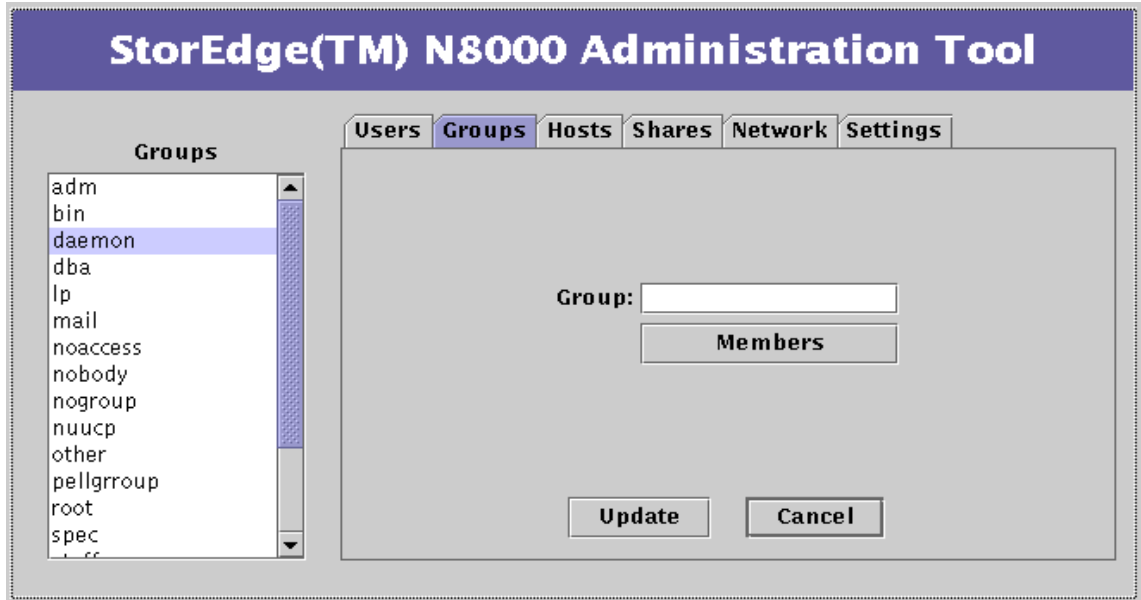 StorEdge(TM) N8000 Administration Tool
Users Groups Hosts Shares Network Settings
Groups
adm
bin
daemon
dba
lp
mail
noaccess
nobody
nogroup
nuucp
other
pellgrroup
root
spec
Group:
Members
Update Cancel